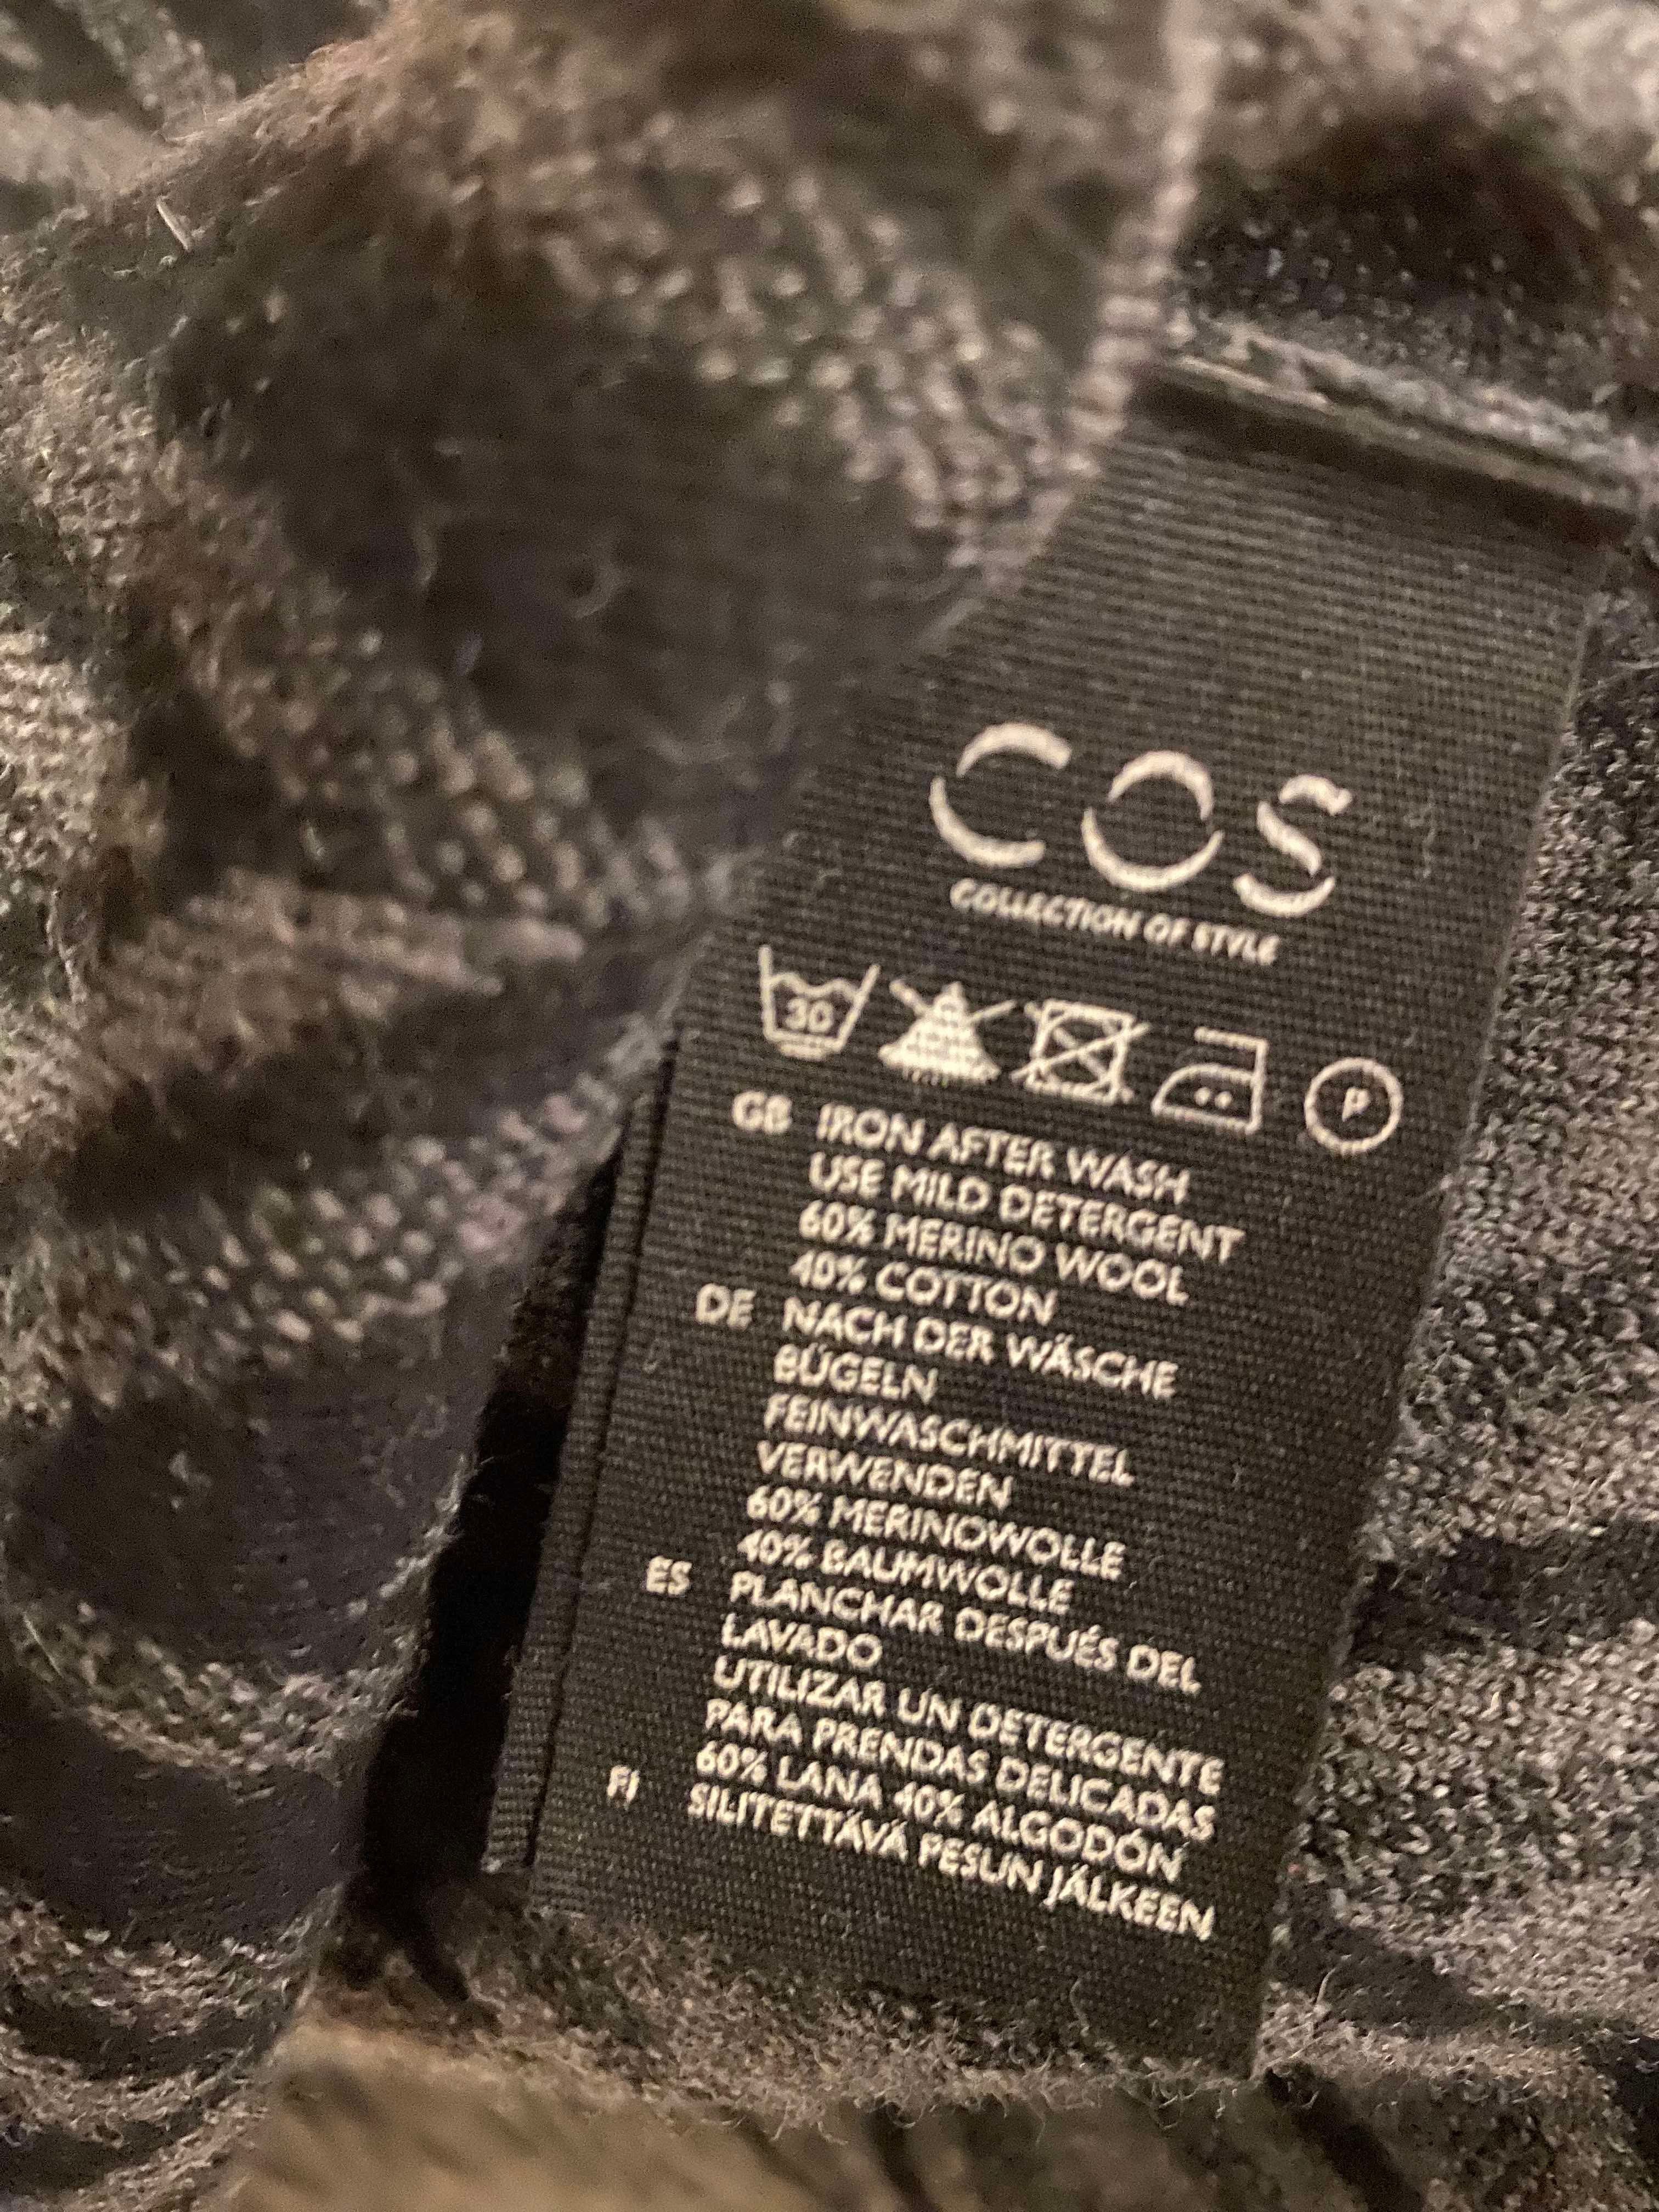 COS
COLLECTION OF STYLE
30
P
GB IRON AFTER WASH
USE MILD DETERGENT
60% MERINO WOOL
40% COTTON
DE NACH DER WÄSCHE
BÜGELN
FEINWASCHMITTEL
VERWENDEN
60% MERINOWOLLE
40% BAUMWOLLE
ES PLANCHAR DESPUÉS DEL
LAVADO
UTILIZAR UN DETERGENTE
PARA PRENDAS DELICADAS
60% LANA 40% ALGODÓN
FI SILITETTÄVÄ PESUN JÄLKEEN